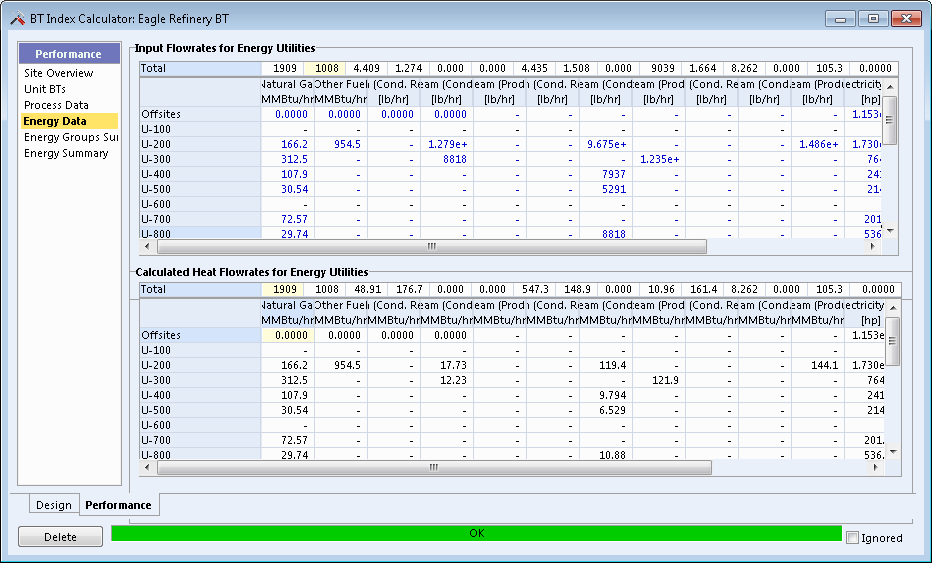 BT Index Calculator: Eagle Refinery BT
Performance
Site Overview
Unit BTs
Process Data
Energy Data
Energy Groups Sur
Energy Summary
Input Flowrates for Energy Utilities
Total 1909 1008 4.409 1.274 0.000 0.000 4.435 1.508 0.000 9039 1.664 8.262 0.000 105.3 0.0000
Natural Ga Other Fuel (Cond. Re am (Cond eam (Prod (Cond. Re am (Cond eam (Prod (Cond. Re am (Cond eam (Prod ectricity
MMBtu/hr MMBtu/hr [lb/hr] [lb/hr] [lb/hr] [lb/hr] [lb/hr] [lb/hr] [lb/hr] [lb/hr] [lb/hr] [hp]
Offsites 0.0000 0.0000 0.0000 0.0000 - - - - - - - 1.153e
U-100 - - - - - - - - - - -
U-200 166.2 954.5 - 1.279e+ - - 9.675e+ - - - 1.486e+ 1.730e
U-300 312.5 - - 8818 - - - 1.235e+ - - - 764
U-400 107.9 - - - - - 7937 - - - - 241
U-500 30.54 - - - - - 5291 - - - - 214
U-600 - - - - - - - - - - -
U-700 72.57 - - - - - - - - - - 201.
U-800 29.74 - - - - - 8818 - - - - 536
Calculated Heat Flowrates for Energy Utilities
Total 1909 1008 48.91 176.7 0.000 0.000 547.3 148.9 0.000 10.96 161.4 8.262 0.000 105.3 0.0000
Natural Ga Other Fuel (Cond. Re am (Cond eam (Prod (Cond. Re am (Cond eam (Prod (Cond. Re am (Cond eam (Prod ectricity
MMBtu/hr MMBtu/hr MMBtu/hr MMBtu/hr MMBtu/hr MMBtu/hr MMBtu/hr MMBtu/hr MMBtu/hr MMBtu/hr MMBtu/hr [hp]
Offsites 0.0000 0.0000 0.0000 0.0000 - - - - - - - 1.153e
U-100 - - - - - - - - - - -
U-200 166.2 954.5 - 17.73 - - 119.4 - - - 144.1 1.730e
U-300 312.5 - - 12.23 - - - 121.9 - - - 764
U-400 107.9 - - - - - 9.794 - - - - 241
U-500 30.54 - - - - - 6.529 - - - - 214
U-600 - - - - - - - - - - -
U-700 72.57 - - - - - - - - - - 201.
U-800 29.74 - - - - - 10.88 - - - - 536.
Design Performance
Delete OK Ignored